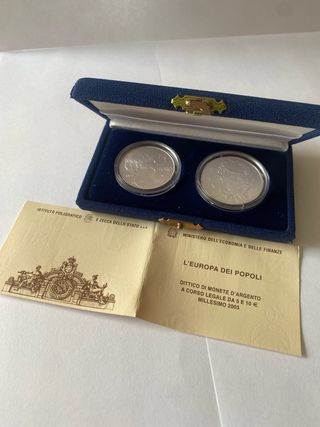 ISTITUTO POLIGRAFICO E ZECCA DELLO STATO S.p.A.
MINISTERO DELL'ECONOMIA E DELLE FINANZE
L'EUROPA DEI POPOLI
DITTICO DI MONETE D'ARGENTO
A CORSO LEGALE DA 5 E 10 €
MILLESIMO 2003